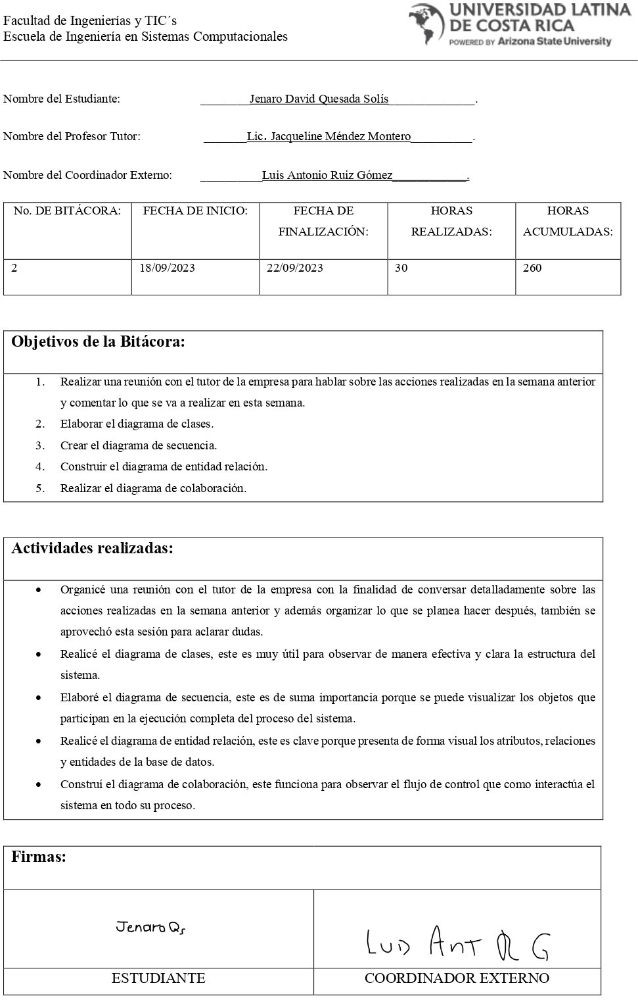 Facultad de Ingenierías y TIC´s
Escuela de Ingeniería en Sistemas Computacionales
UNIVERSIDAD LATINA
DE COSTA RICA
POWERED BY Arizona State University
Nombre del Estudiante: ________Jenaro David Quesada Solís______________.
Nombre del Profesor Tutor: _______Lic. Jacqueline Méndez Montero__________.
Nombre del Coordinador Externo: __________Luis Antonio Ruiz Gómez____________.
No. DE BITÁCORA: FECHA DE INICIO: FECHA DE HORAS HORAS
FINALIZACIÓN: REALIZADAS: ACUMULADAS:
2 18/09/2023 22/09/2023 30 260
Objetivos de la Bitácora:
1. Realizar una reunión con el tutor de la empresa para hablar sobre las acciones realizadas en la semana anterior
y comentar lo que se va a realizar en esta semana.
2. Elaborar el diagrama de clases.
3. Crear el diagrama de secuencia.
4. Construir el diagrama de entidad relación.
5. Realizar el diagrama de colaboración.
Actividades realizadas:
• Organicé una reunión con el tutor de la empresa con la finalidad de conversar detalladamente sobre las
acciones realizadas en la semana anterior y además organizar lo que se planea hacer después, también se
aprovechó esta sesión para aclarar dudas.
• Realicé el diagrama de clases, este es muy útil para observar de manera efectiva y clara la estructura del
sistema.
• Elaboré el diagrama de secuencia, este es de suma importancia porque se puede visualizar los objetos que
participan en la ejecución completa del proceso del sistema.
• Realicé el diagrama de entidad relación, este es clave porque presenta de forma visual los atributos, relaciones
y entidades de la base de datos.
• Construí el diagrama de colaboración, este funciona para observar el flujo de control que como interactúa el
sistema en todo su proceso.
Firmas:
Jenaro Qs
Ant R G
ESTUDIANTE COORDINADOR EXTERNO